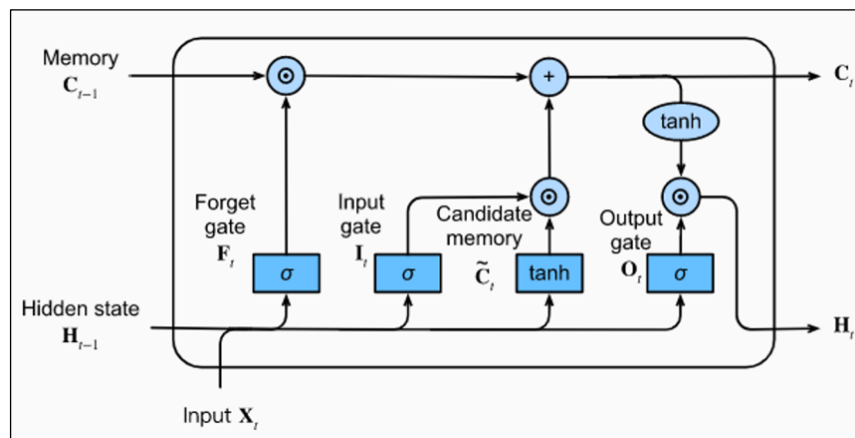 Memory
C_{t-1}
⊙
+
C_t
tanh
Forget
gate
F_t
Input
gate
I_t
Candidate
memory
C̃_t
⊙
Output
gate
O_t
⊙
σ
σ
tanh
σ
Hidden state
H_{t-1}
H_t
Input X_t